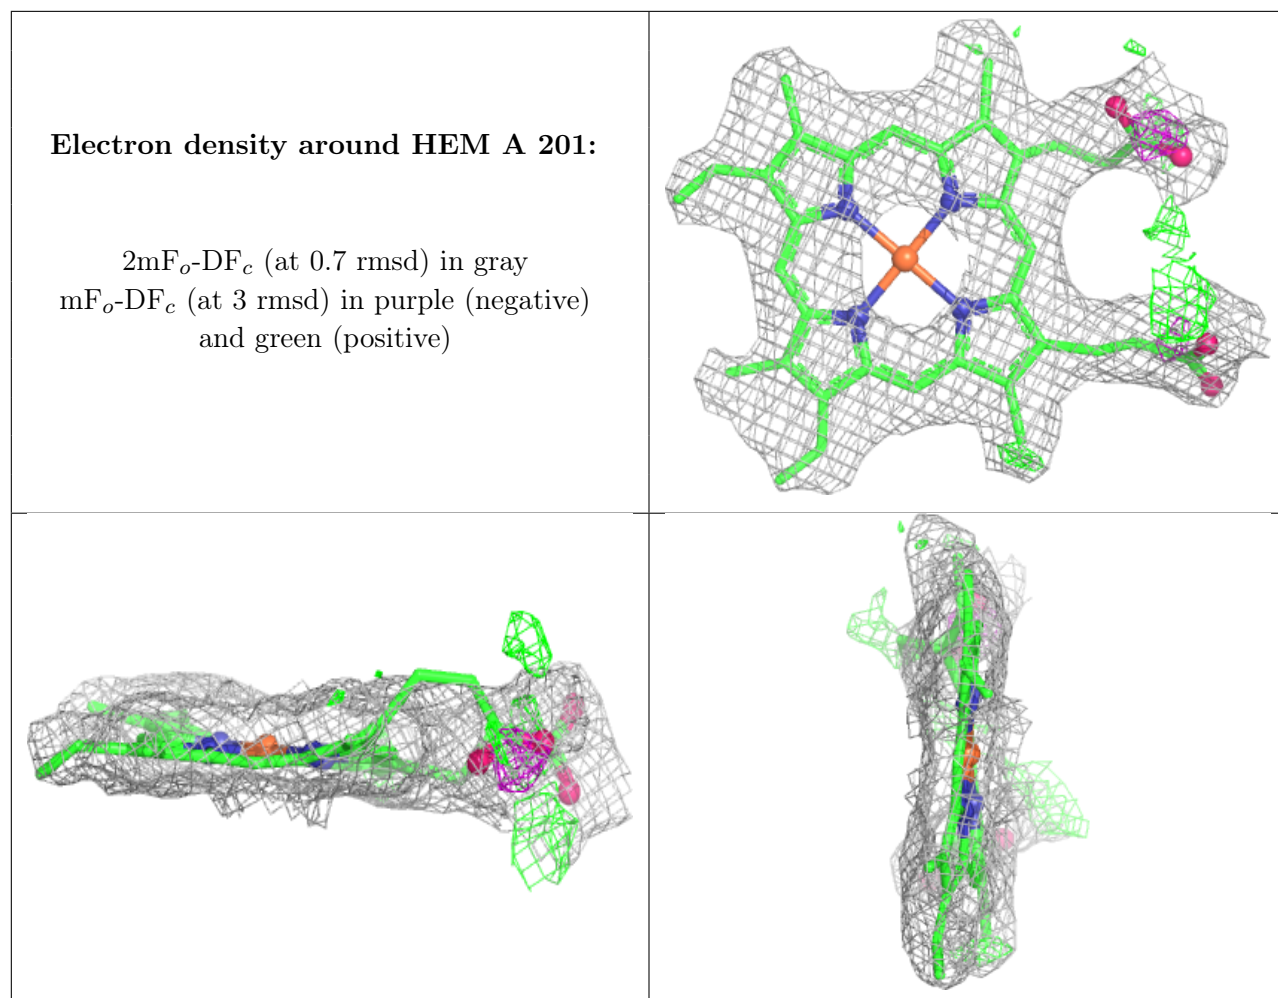 Electron density around HEM A 201:
2mFₒ-DF𝒸 (at 0.7 rmsd) in gray
mFₒ-DF𝒸 (at 3 rmsd) in purple (negative)
and green (positive)